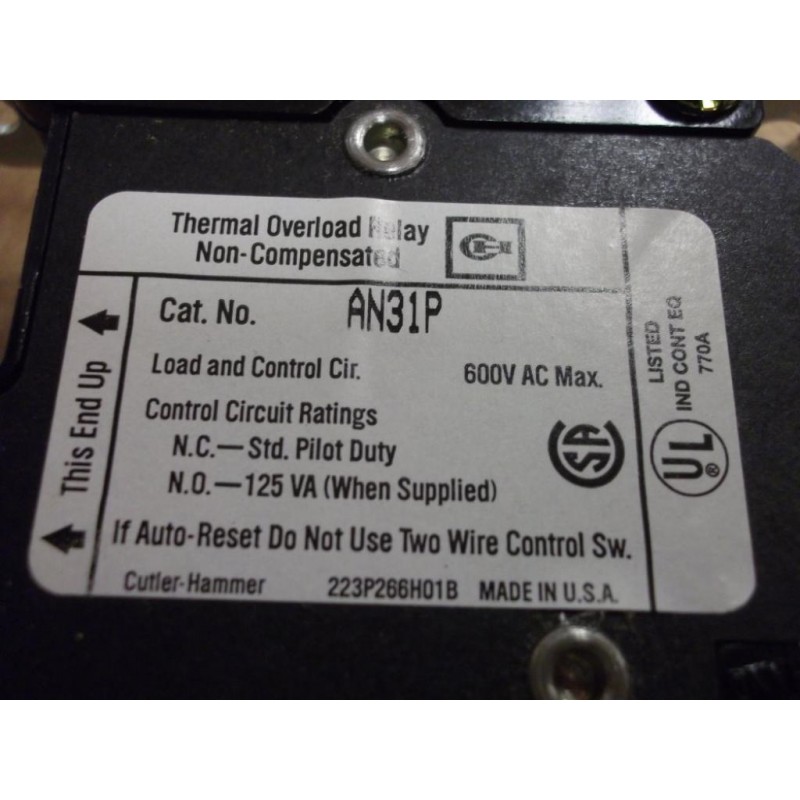 Thermal Overload Relay
Non-Compensated
CH
Cat. No. AN31P
Load and Control Cir. 600V AC Max.
Control Circuit Ratings
N.C.—Std. Pilot Duty
N.O.—125 VA (When Supplied)
If Auto-Reset Do Not Use Two Wire Control Sw.
Cutler-Hammer 223P266H01B MADE IN U.S.A.
This End Up
LISTED
IND CONT EQ
770A
SA
UL®